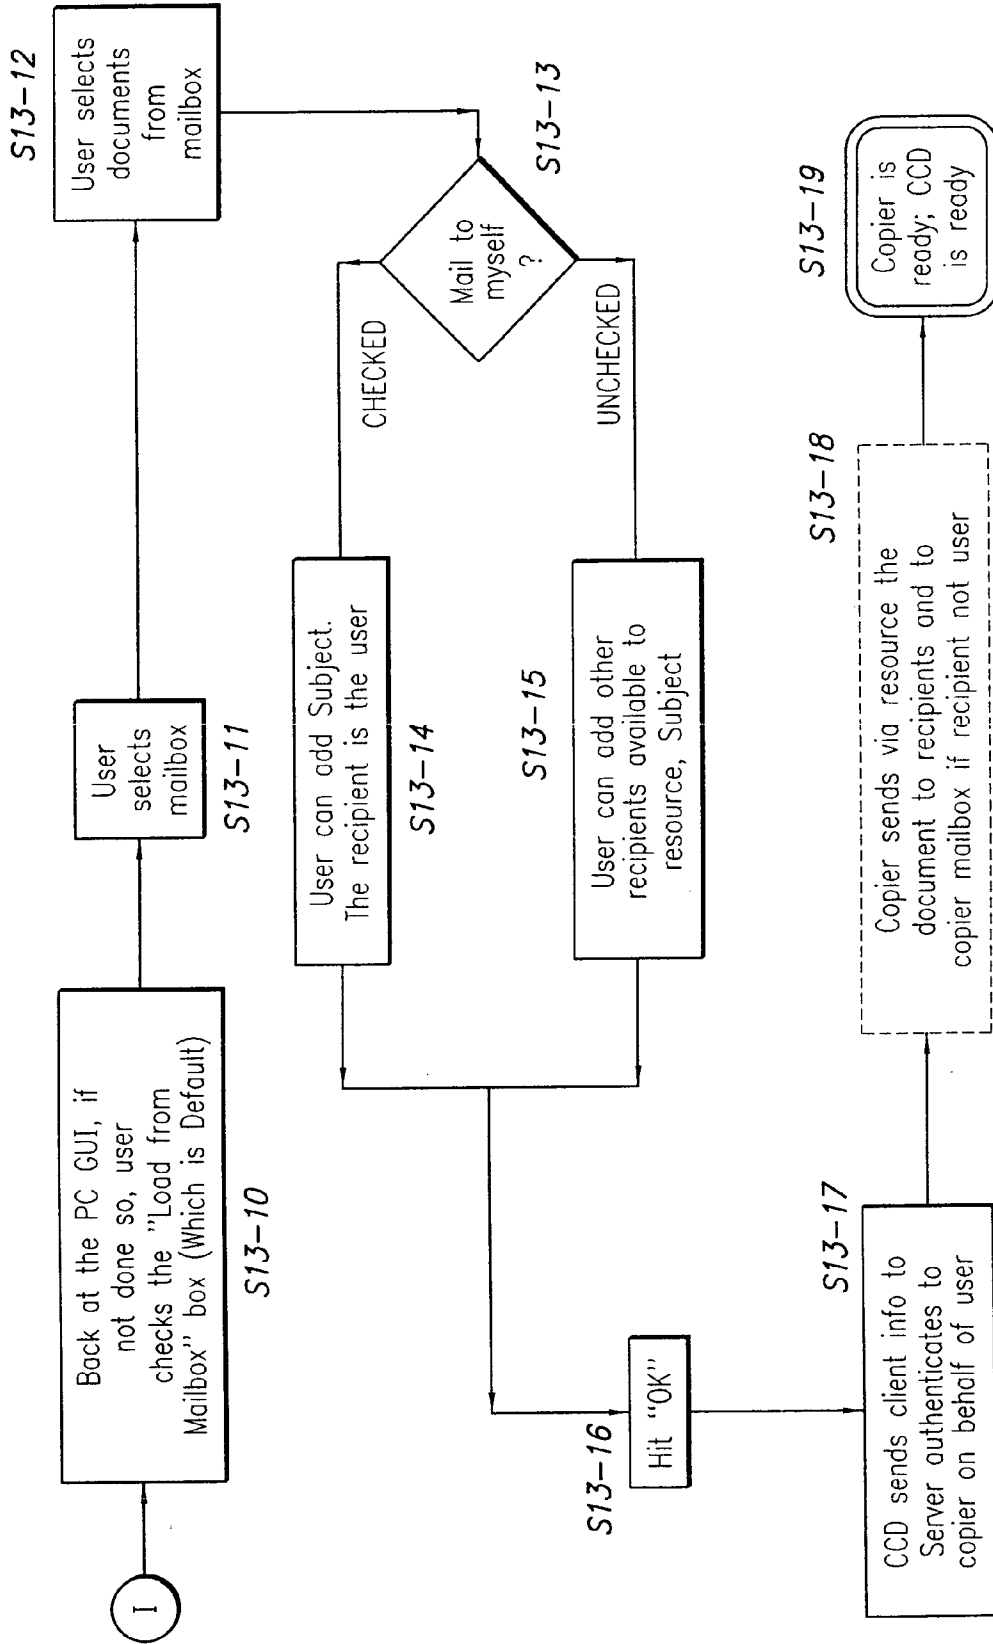 I
Back at the PC GUI, if
not done so, user
checks the "Load from
Mailbox" box (Which is Default)
S13-10
User
selects
mailbox
S13-11
S13-12
User selects
documents
from
mailbox
Mail to
myself
?
S13-13
CHECKED
UNCHECKED
User can add Subject.
The recipient is the user
S13-14
S13-15
User can add other
recipients available to
resource, Subject
S13-16
Hit "OK"
S13-17
CCD sends client info to
Server authenticates to
copier on behalf of user
S13-18
Copier sends via resource the
document to recipients and to
copier mailbox if recipient not user
S13-19
Copier is
ready; CCD
is ready